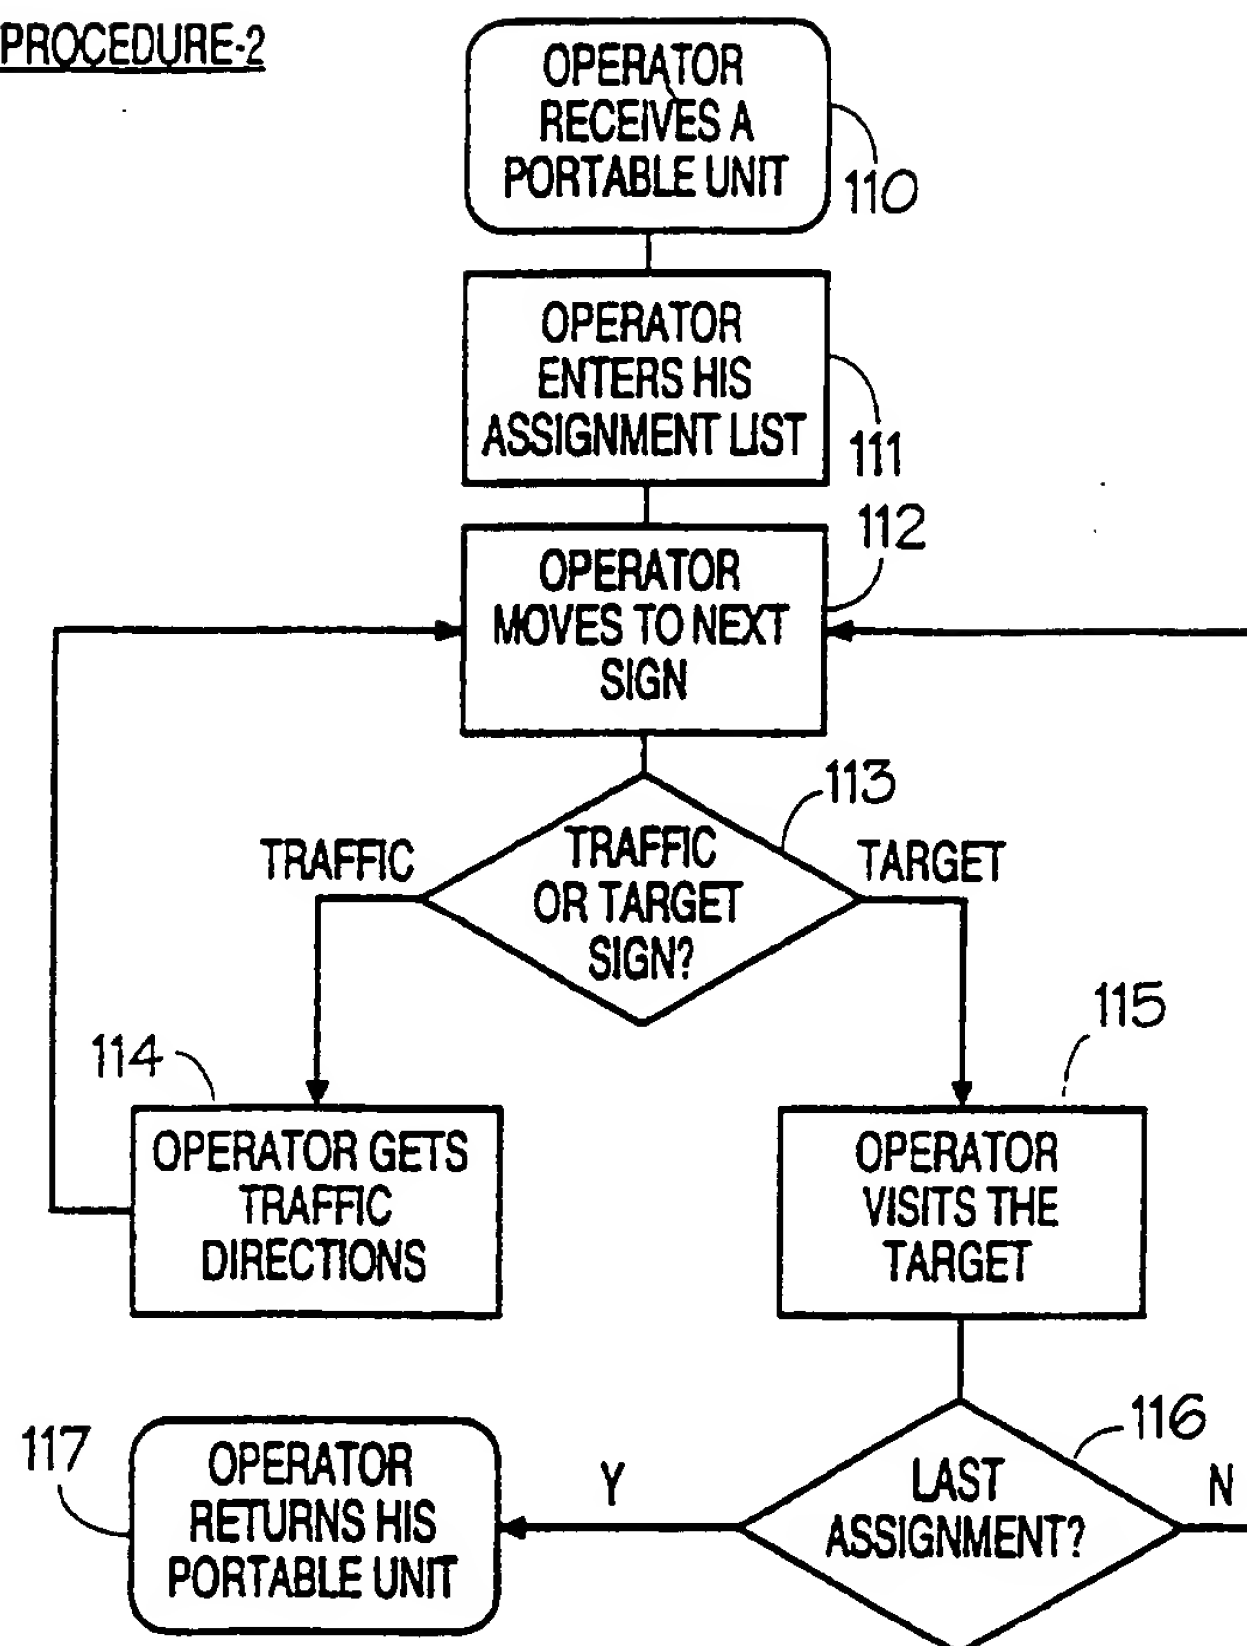 PROCEDURE-2
OPERATOR
RECEIVES A
PORTABLE UNIT
110
OPERATOR
ENTERS HIS
ASSIGNMENT LIST
111
112
OPERATOR
MOVES TO NEXT
SIGN
113
TRAFFIC
TRAFFIC
OR TARGET
SIGN?
TARGET
114
115
OPERATOR GETS
TRAFFIC
DIRECTIONS
OPERATOR
VISITS THE
TARGET
116
117
OPERATOR
RETURNS HIS
PORTABLE UNIT
Y
LAST
ASSIGNMENT?
N